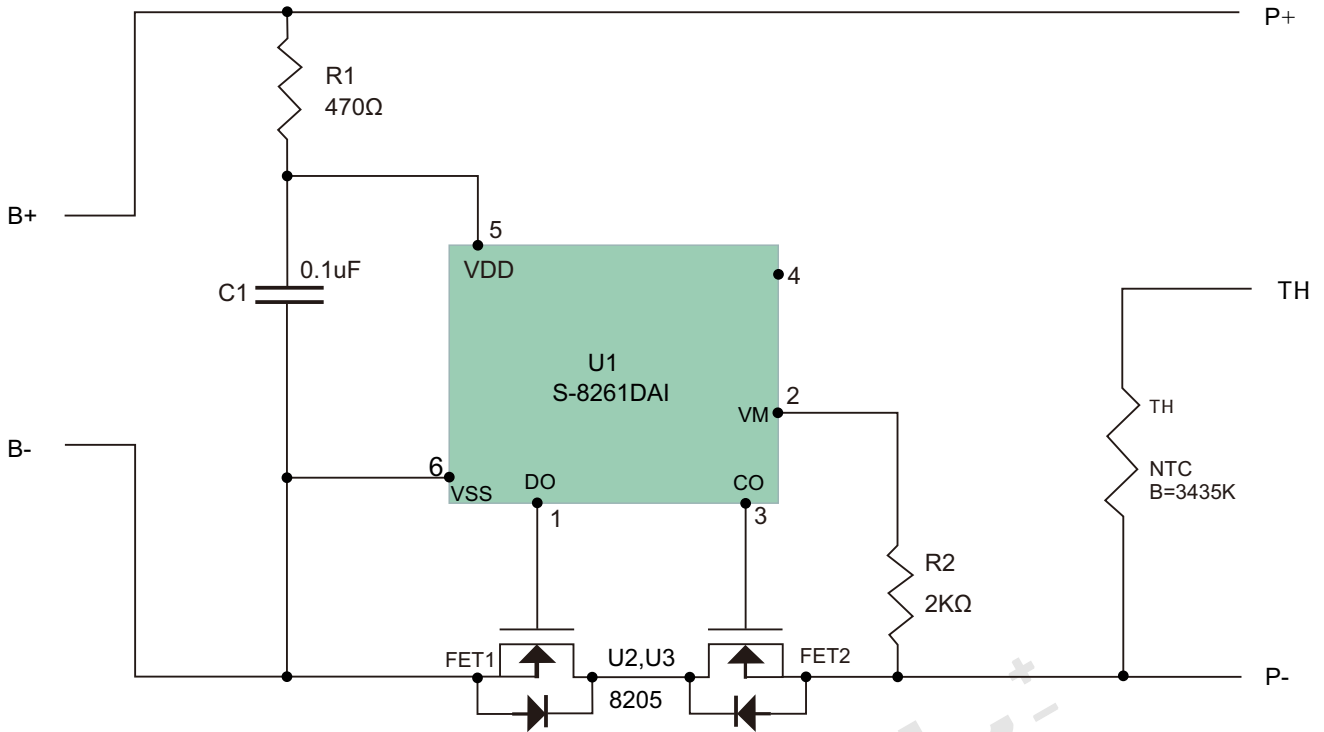 P+
R1
470Ω
B+
5
VDD
4
0.1uF
C1
TH
U1
S-8261DAI
2
VM
TH
B-
6
VSS
DO
CO
NTC
B=3435K
1
3
R2
2KΩ
FET1
U2,U3
FET2
8205
P-